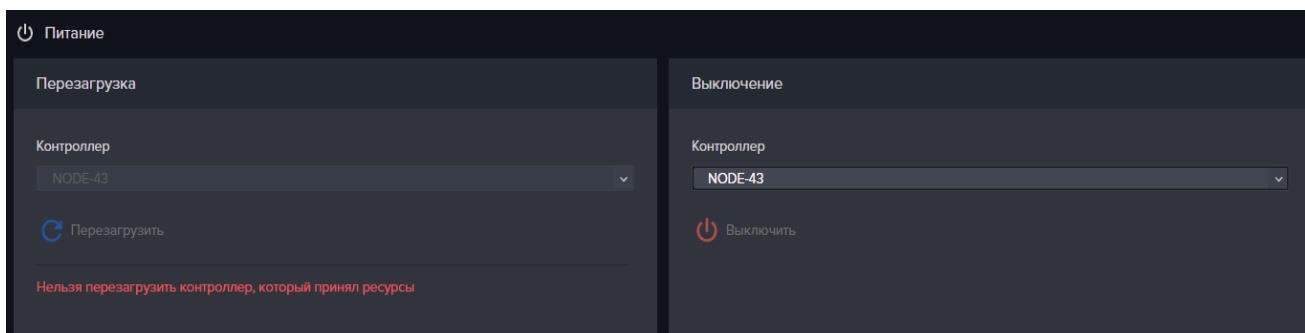 Питание
Перезагрузка
Выключение
Контроллер
NODE-43
Перезагрузить
Нельзя перезагрузить контроллер, который принял ресурсы
Контроллер
NODE-43
Выключить